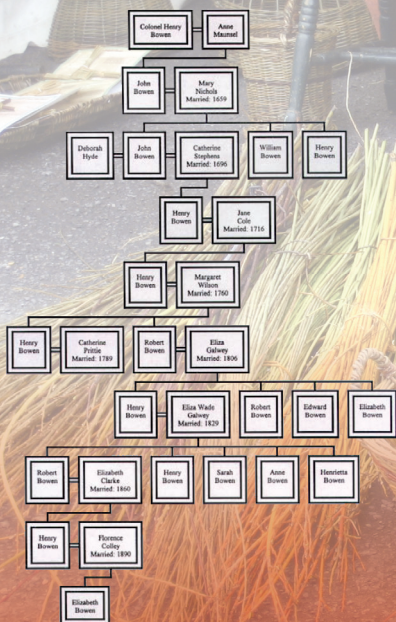 Colonel Henry
Bowen
Anne
Maunsel
John
Bowen
Mary
Nichols
Married: 1659
Deborah
Hyde
John
Bowen
Catherine
Stephens
Married: 1696
William
Bowen
Henry
Bowen
Henry
Bowen
Jane
Cole
Married: 1716
Henry
Bowen
Margaret
Wilson
Married: 1760
Henry
Bowen
Catherine
Prittie
Married: 1789
Robert
Bowen
Eliza
Galwey
Married: 1806
Henry
Bowen
Eliza Wade
Galwey
Married: 1829
Robert
Bowen
Edward
Bowen
Elizabeth
Bowen
Robert
Bowen
Elizabeth
Clarke
Married: 1860
Henry
Bowen
Sarah
Bowen
Anne
Bowen
Henrietta
Bowen
Henry
Bowen
Florence
Colley
Married: 1890
Elizabeth
Bowen